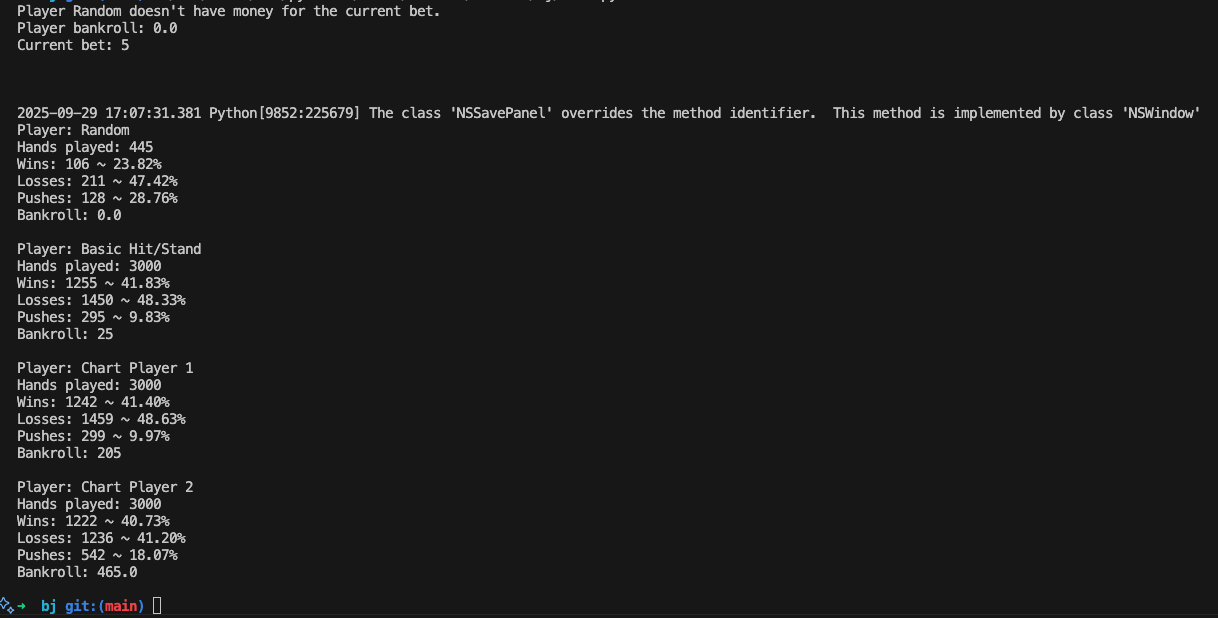 Player Random doesn't have money for the current bet.
Player bankroll: 0.0
Current bet: 5
2025-09-29 17:07:31.381 Python[9852:225679] The class 'NSSavePanel' overrides the method identifier.  This method is implemented by class 'NSWindow'
Player: Random
Hands played: 445
Wins: 106 ~ 23.82%
Losses: 211 ~ 47.42%
Pushes: 128 ~ 28.76%
Bankroll: 0.0
Player: Basic Hit/Stand
Hands played: 3000
Wins: 1255 ~ 41.83%
Losses: 1450 ~ 48.33%
Pushes: 295 ~ 9.83%
Bankroll: 25
Player: Chart Player 1
Hands played: 3000
Wins: 1242 ~ 41.40%
Losses: 1459 ~ 48.63%
Pushes: 299 ~ 9.97%
Bankroll: 205
Player: Chart Player 2
Hands played: 3000
Wins: 1222 ~ 40.73%
Losses: 1236 ~ 41.20%
Pushes: 542 ~ 18.07%
Bankroll: 465.0
➜  bj git:(main)